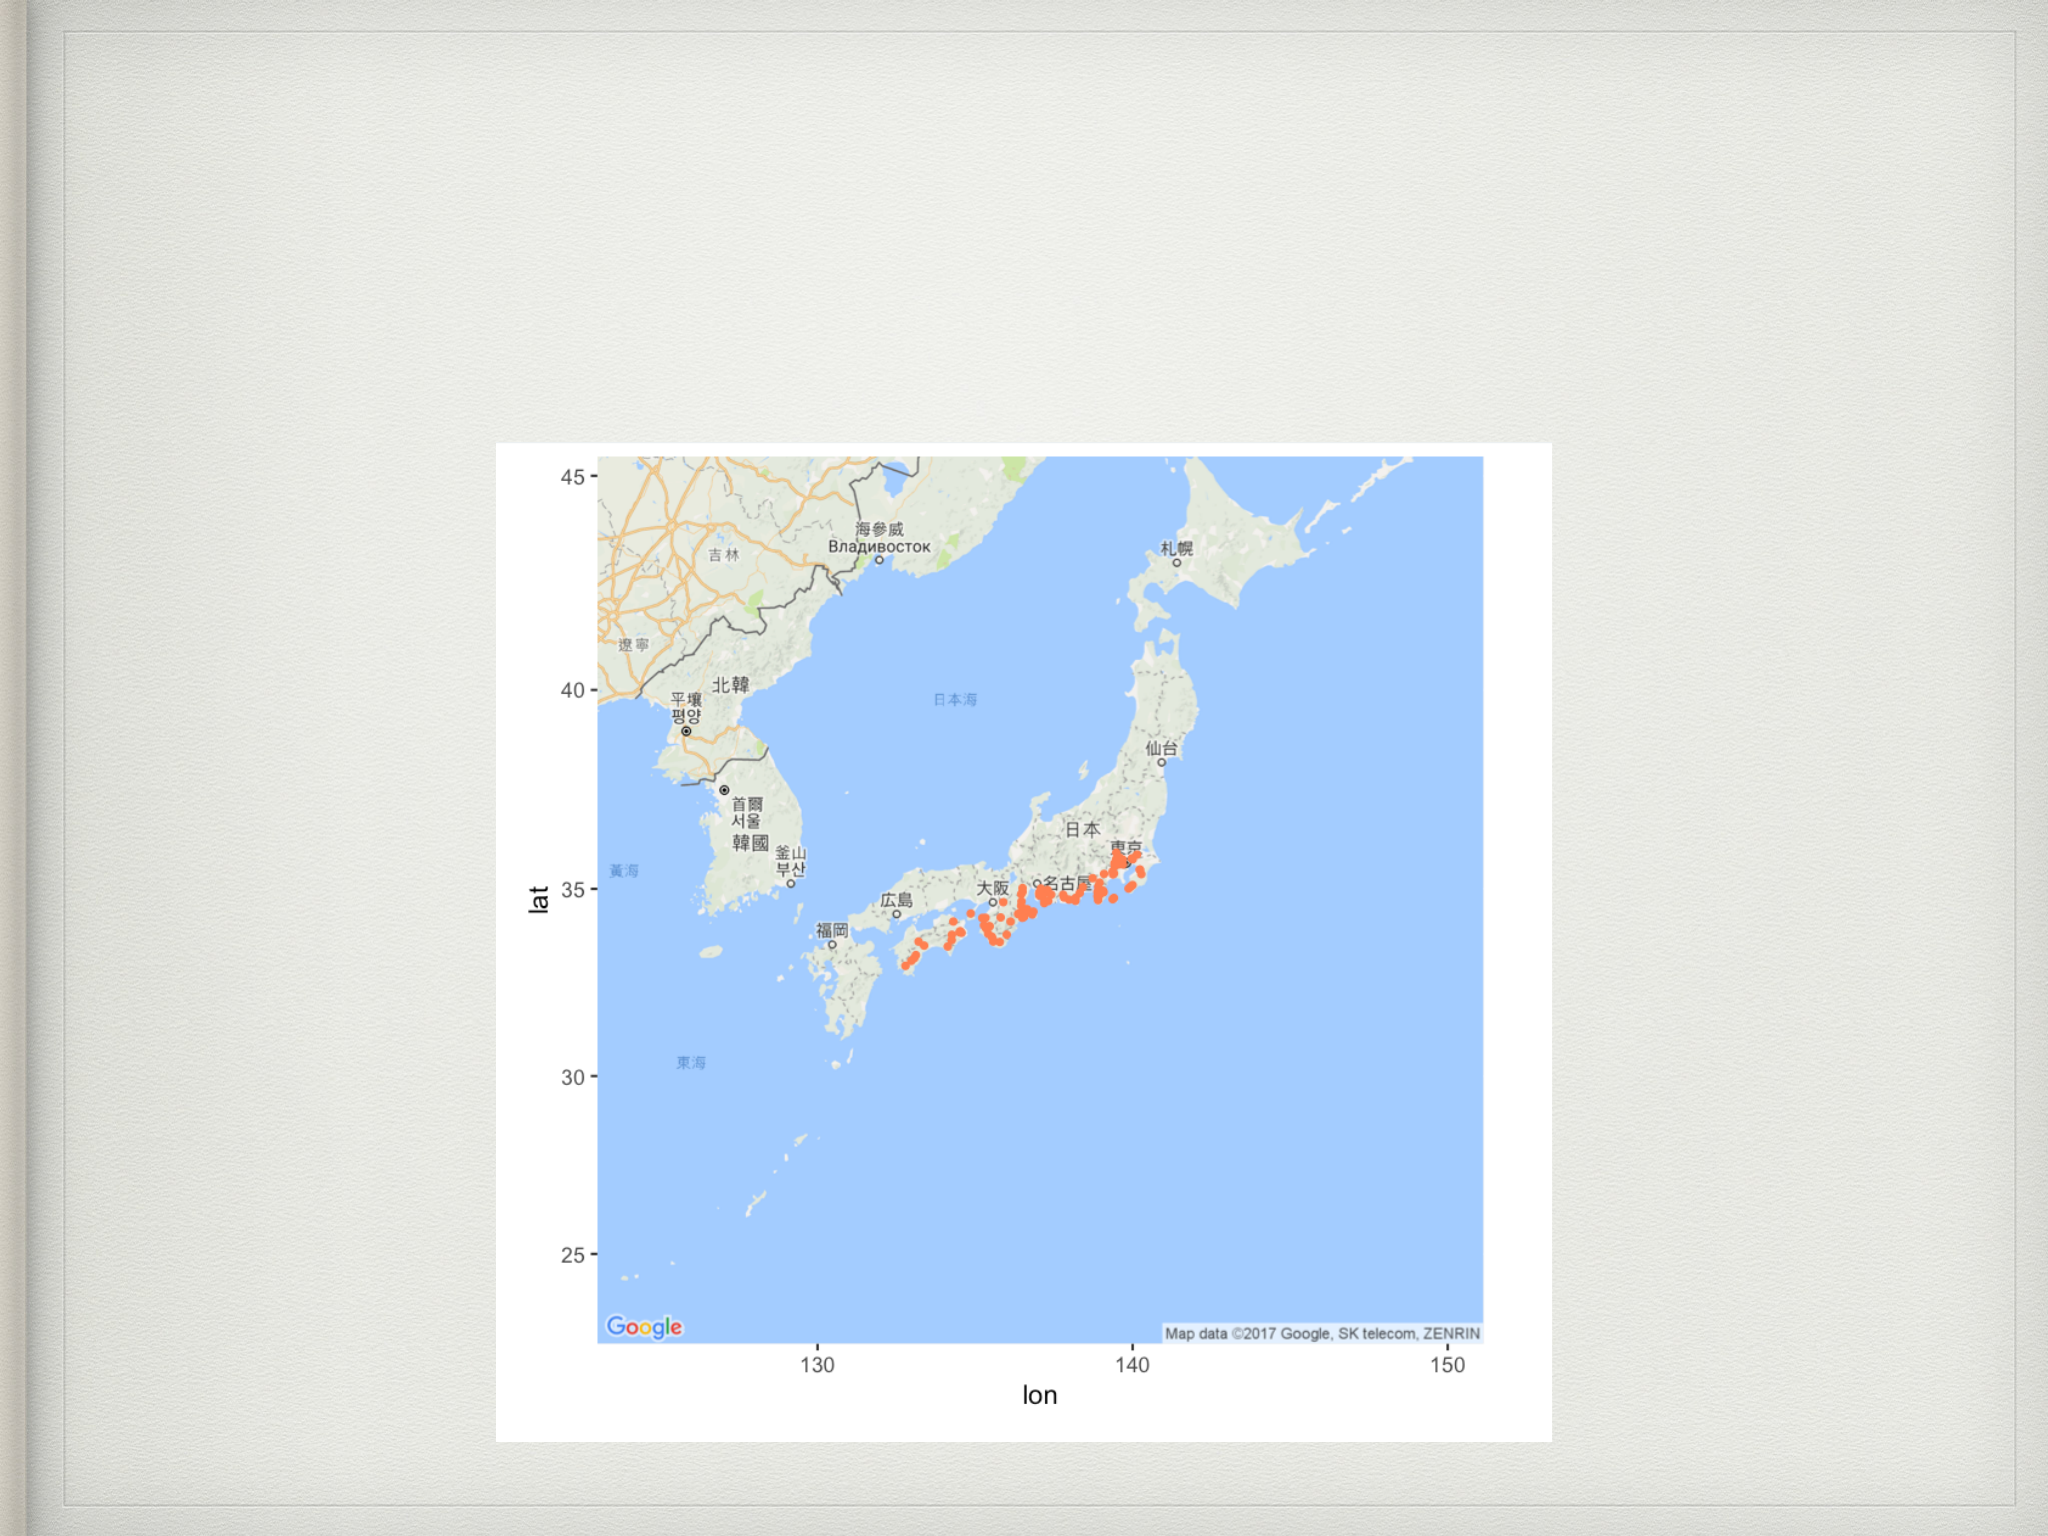 45
海參威
Владивосток
札幌
吉林
遼寧
40
北韓
平壤
평양
日本海
仙台
首爾
서울
韓國
日本
釜山
부산
東京
黃海
35
大阪
名古屋
広島
福岡
lat
東海
30
25
Google
Map data ©2017 Google, SK telecom, ZENRIN
130
140
150
lon